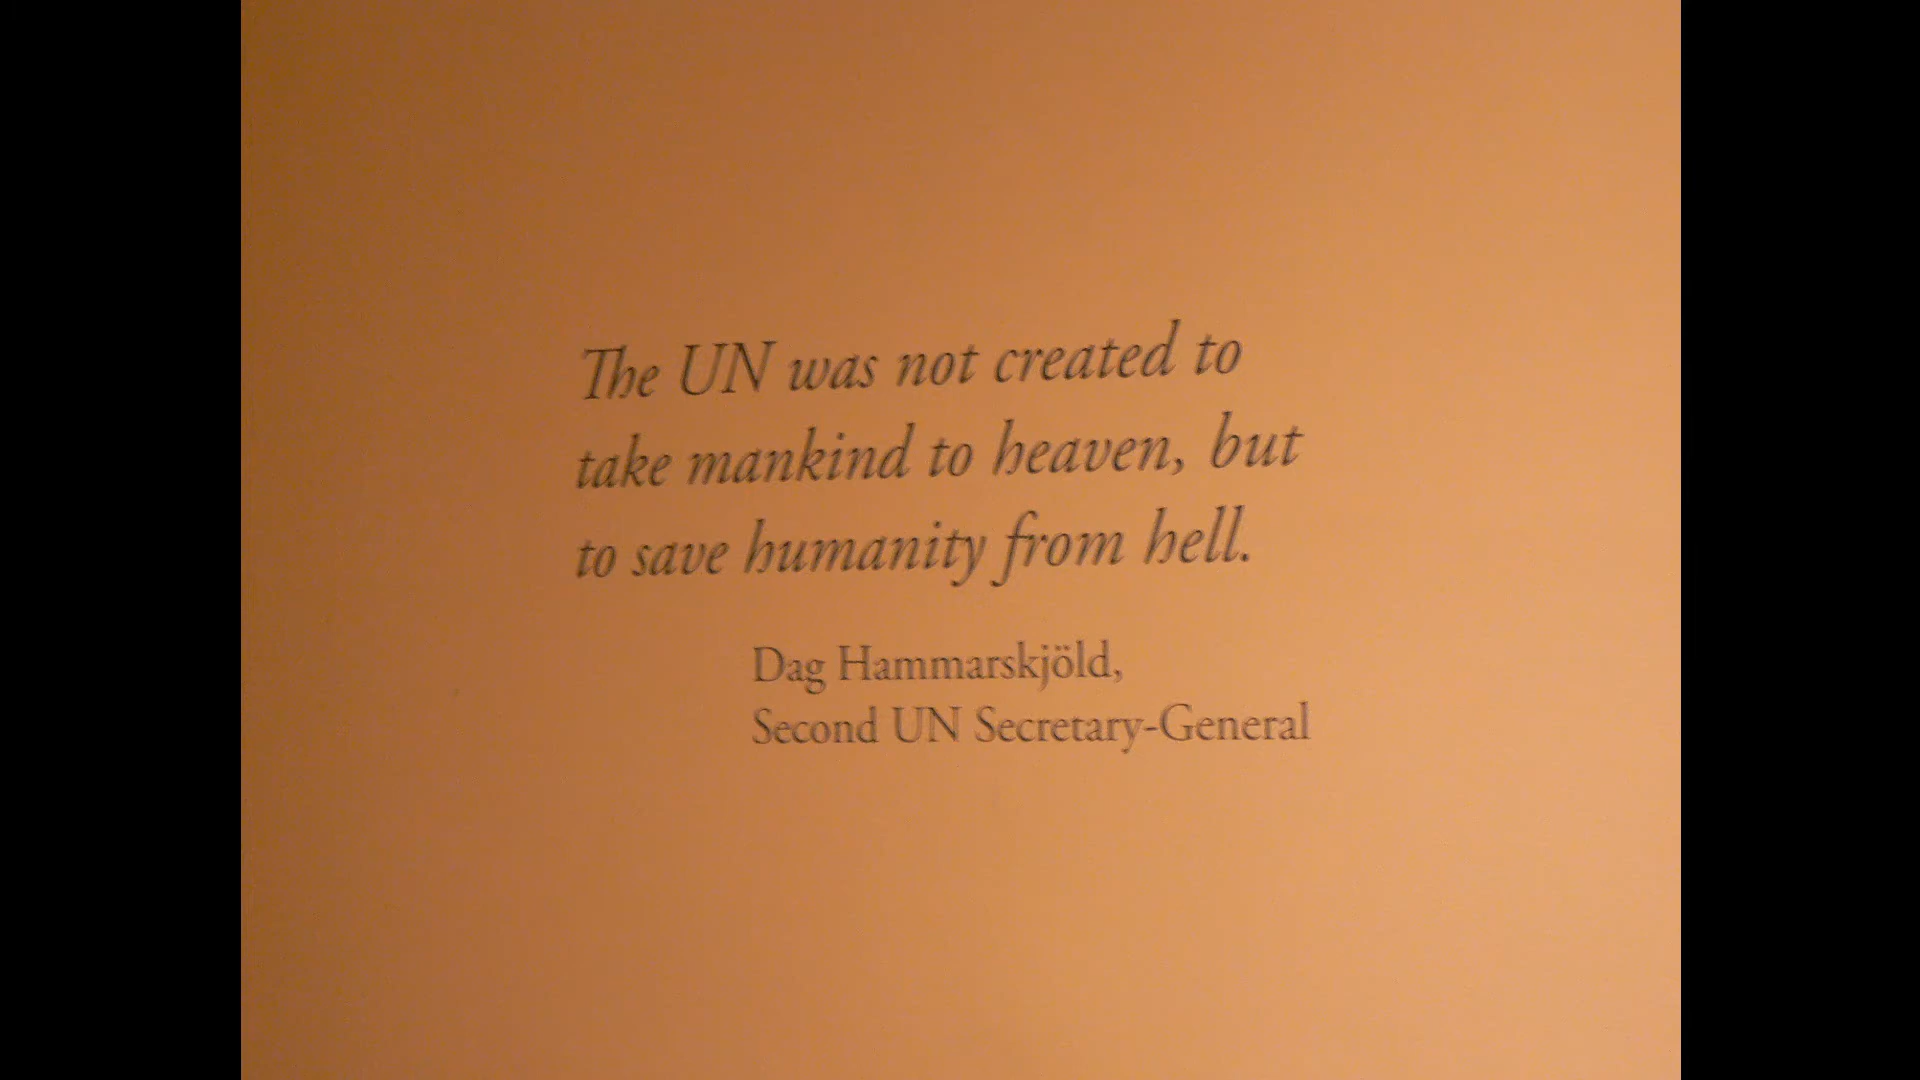 The UN was not created to
take mankind to heaven, but
to save humanity from hell.
Dag Hammarskjöld,
Second UN Secretary-General